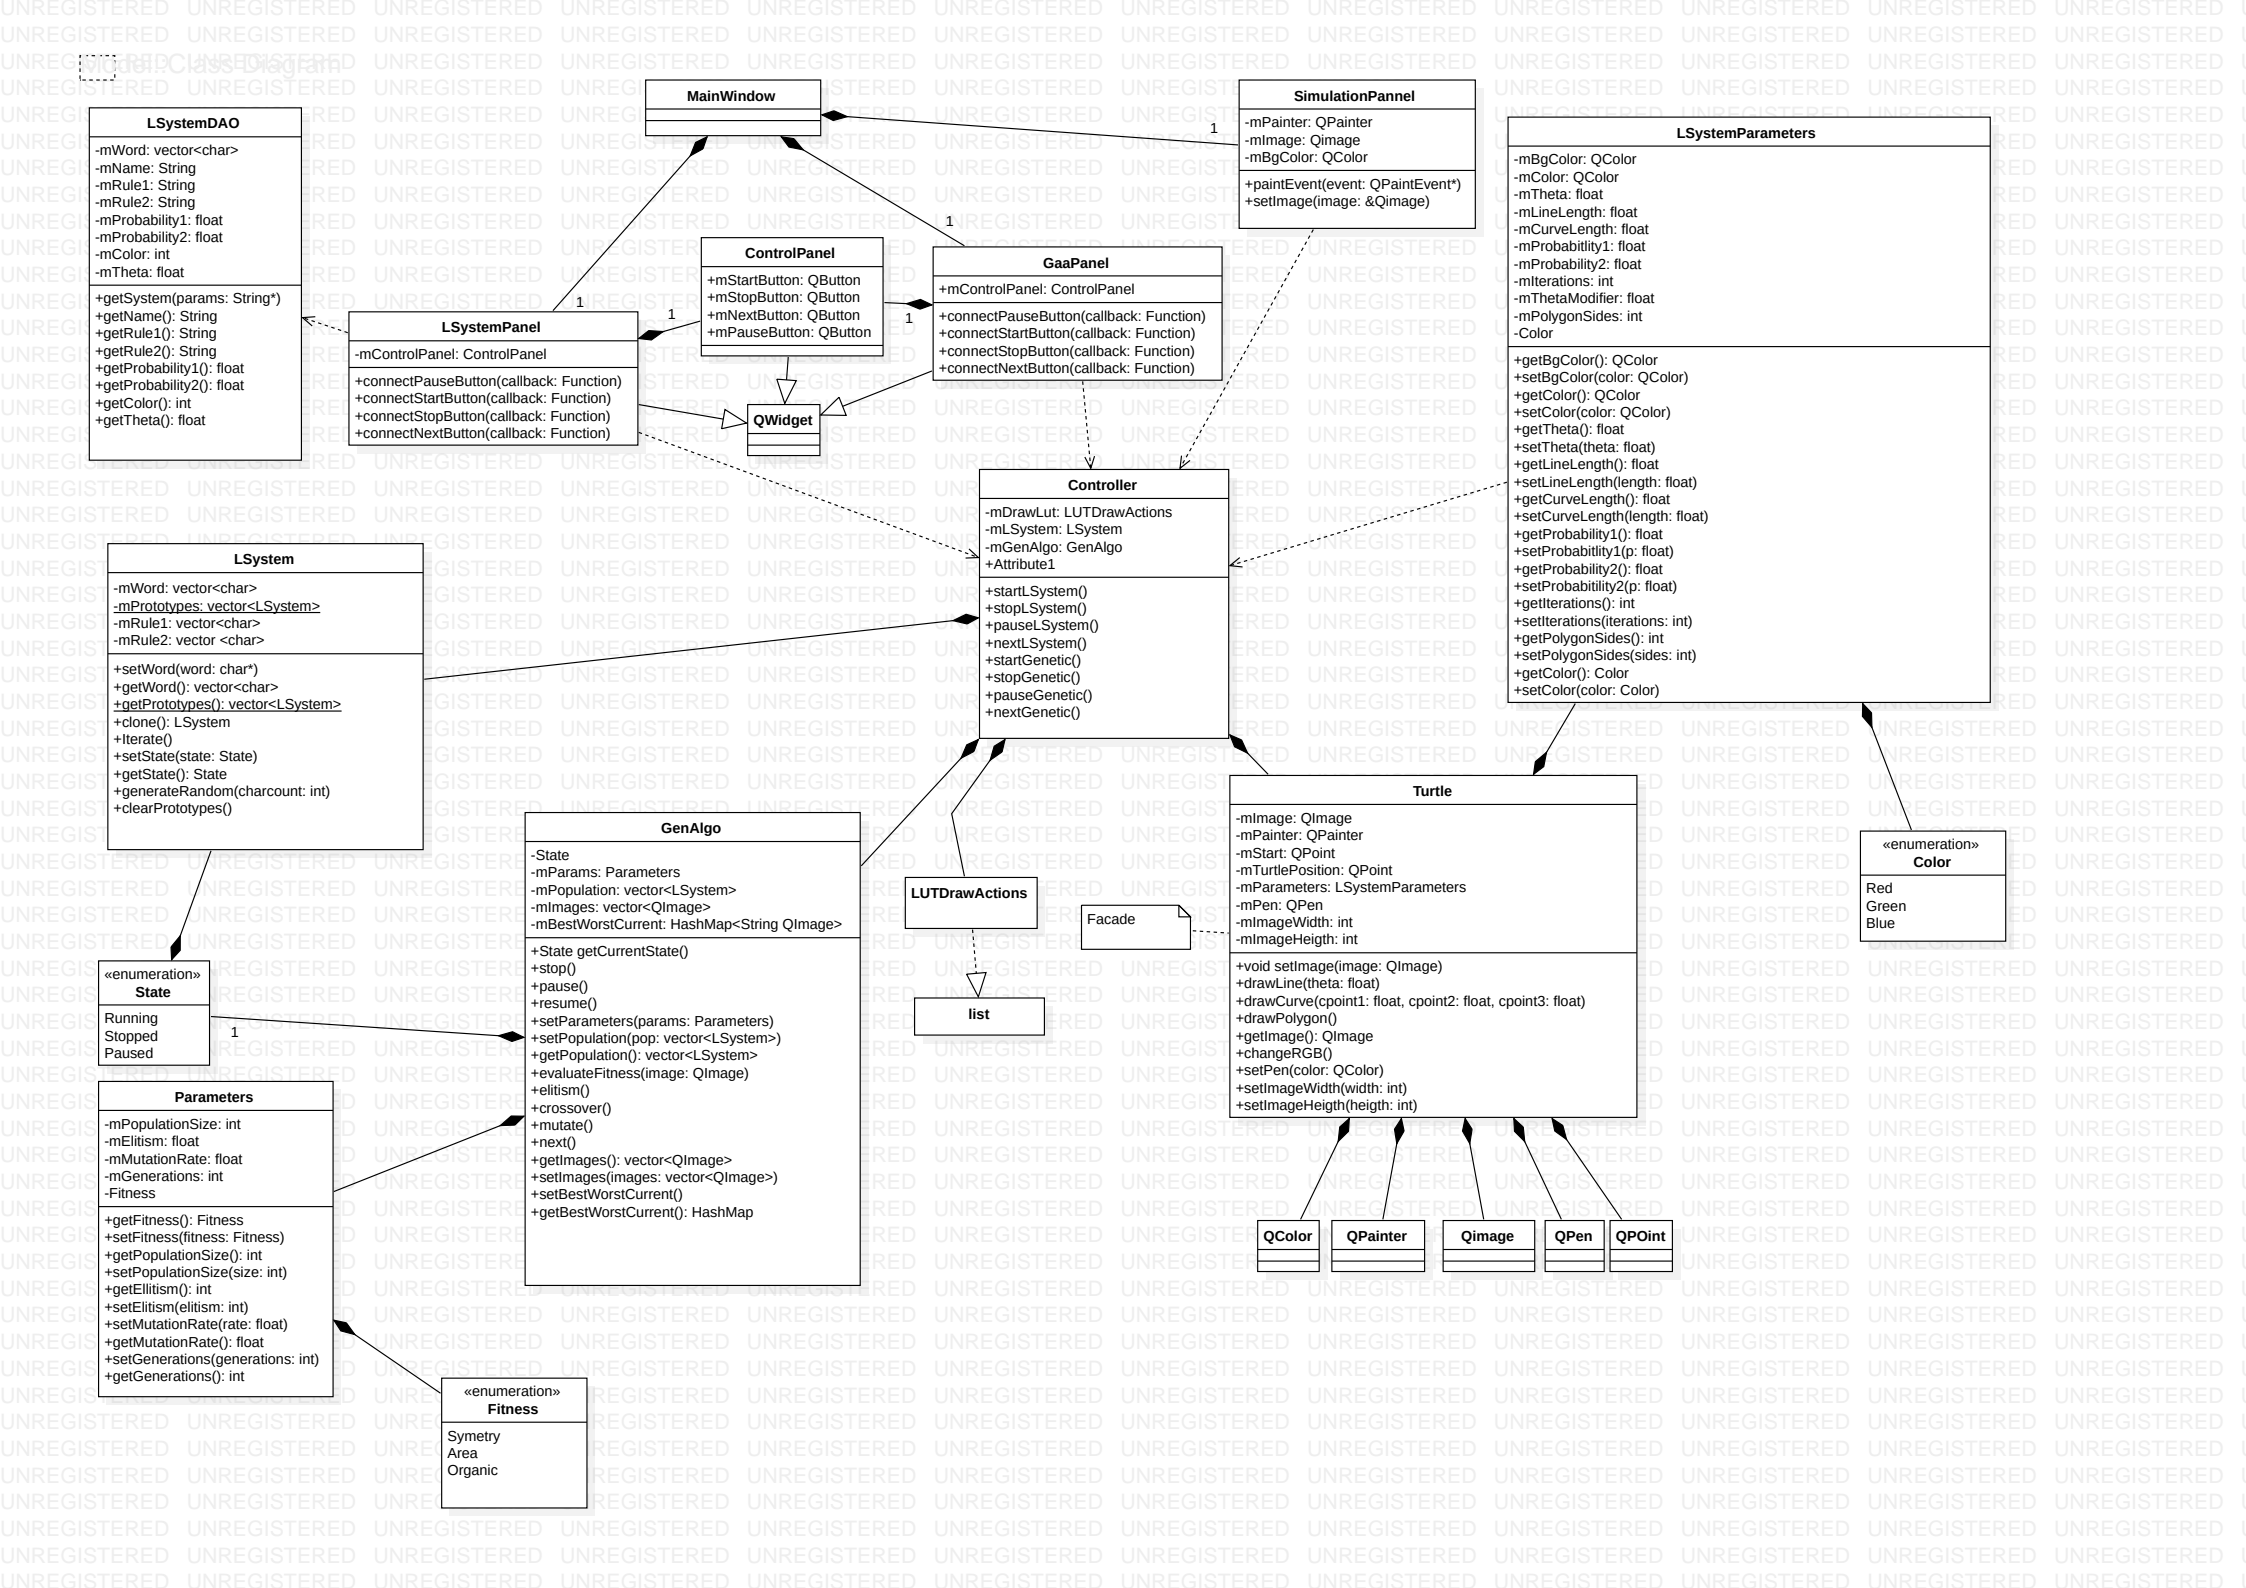 Model::Class Diagram
MainWindow
1
1
1
SimulationPannel
-mPainter: QPainter
-mImage: Qimage
-mBgColor: QColor
+paintEvent(event: QPaintEvent*)
+setImage(image: &Qimage)
LSystemDAO
-mWord: vector<char>
-mName: String
-mRule1: String
-mRule2: String
-mProbability1: float
-mProbability2: float
-mColor: int
-mTheta: float
+getSystem(params: String*)
+getName(): String
+getRule1(): String
+getRule2(): String
+getProbability1(): float
+getProbability2(): float
+getColor(): int
+getTheta(): float
LSystemParameters
-mBgColor: QColor
-mColor: QColor
-mTheta: float
-mLineLength: float
-mCurveLength: float
-mProbabitlity1: float
-mProbability2: float
-mIterations: int
-mThetaModifier: float
-mPolygonSides: int
-Color
+getBgColor(): QColor
+setBgColor(color: QColor)
+getColor(): QColor
+setColor(color: QColor)
+getTheta(): float
+setTheta(theta: float)
+getLineLength(): float
+setLineLength(length: float)
+getCurveLength(): float
+setCurveLength(length: float)
+getProbability1(): float
+setProbabitlity1(p: float)
+getProbability2(): float
+setProbabitility2(p: float)
+getIterations(): int
+setIterations(iterations: int)
+getPolygonSides(): int
+setPolygonSides(sides: int)
+getColor(): Color
+setColor(color: Color)
ControlPanel
+mStartButton: QButton
+mStopButton: QButton
+mNextButton: QButton
+mPauseButton: QButton
1
1
GaaPanel
+mControlPanel: ControlPanel
+connectPauseButton(callback: Function)
+connectStartButton(callback: Function)
+connectStopButton(callback: Function)
+connectNextButton(callback: Function)
LSystemPanel
-mControlPanel: ControlPanel
+connectPauseButton(callback: Function)
+connectStartButton(callback: Function)
+connectStopButton(callback: Function)
+connectNextButton(callback: Function)
QWidget
Controller
-mDrawLut: LUTDrawActions
-mLSystem: LSystem
-mGenAlgo: GenAlgo
+Attribute1
+startLSystem()
+stopLSystem()
+pauseLSystem()
+nextLSystem()
+startGenetic()
+stopGenetic()
+pauseGenetic()
+nextGenetic()
LSystem
-mWord: vector<char>
-mPrototypes: vector<LSystem>
-mRule1: vector<char>
-mRule2: vector <char>
+setWord(word: char*)
+getWord(): vector<char>
+getPrototypes(): vector<LSystem>
+clone(): LSystem
+Iterate()
+setState(state: State)
+getState(): State
+generateRandom(charcount: int)
+clearPrototypes()
GenAlgo
-State
-mParams: Parameters
-mPopulation: vector<LSystem>
-mImages: vector<QImage>
-mBestWorstCurrent: HashMap<String QImage>
+State getCurrentState()
+stop()
+pause()
+resume()
+setParameters(params: Parameters)
+setPopulation(pop: vector<LSystem>)
+getPopulation(): vector<LSystem>
+evaluateFitness(image: QImage)
+elitism()
+crossover()
+mutate()
+next()
+getImages(): vector<QImage>
+setImages(images: vector<QImage>)
+setBestWorstCurrent()
+getBestWorstCurrent(): HashMap
LUTDrawActions
list
Facade
Turtle
-mImage: QImage
-mPainter: QPainter
-mStart: QPoint
-mTurtlePosition: QPoint
-mParameters: LSystemParameters
-mPen: QPen
-mImageWidth: int
-mImageHeigth: int
+void setImage(image: QImage)
+drawLine(theta: float)
+drawCurve(cpoint1: float, cpoint2: float, cpoint3: float)
+drawPolygon()
+getImage(): QImage
+changeRGB()
+setPen(color: QColor)
+setImageWidth(width: int)
+setImageHeigth(heigth: int)
«enumeration»
Color
Red
Green
Blue
«enumeration»
State
Running
Stopped
Paused
1
Parameters
-mPopulationSize: int
-mElitism: float
-mMutationRate: float
-mGenerations: int
-Fitness
+getFitness(): Fitness
+setFitness(fitness: Fitness)
+getPopulationSize(): int
+setPopulationSize(size: int)
+getEllitism(): int
+setElitism(elitism: int)
+setMutationRate(rate: float)
+getMutationRate(): float
+setGenerations(generations: int)
+getGenerations(): int
«enumeration»
Fitness
Symetry
Area
Organic
QColor
QPainter
Qimage
QPen
QPOint
UNREGISTERED